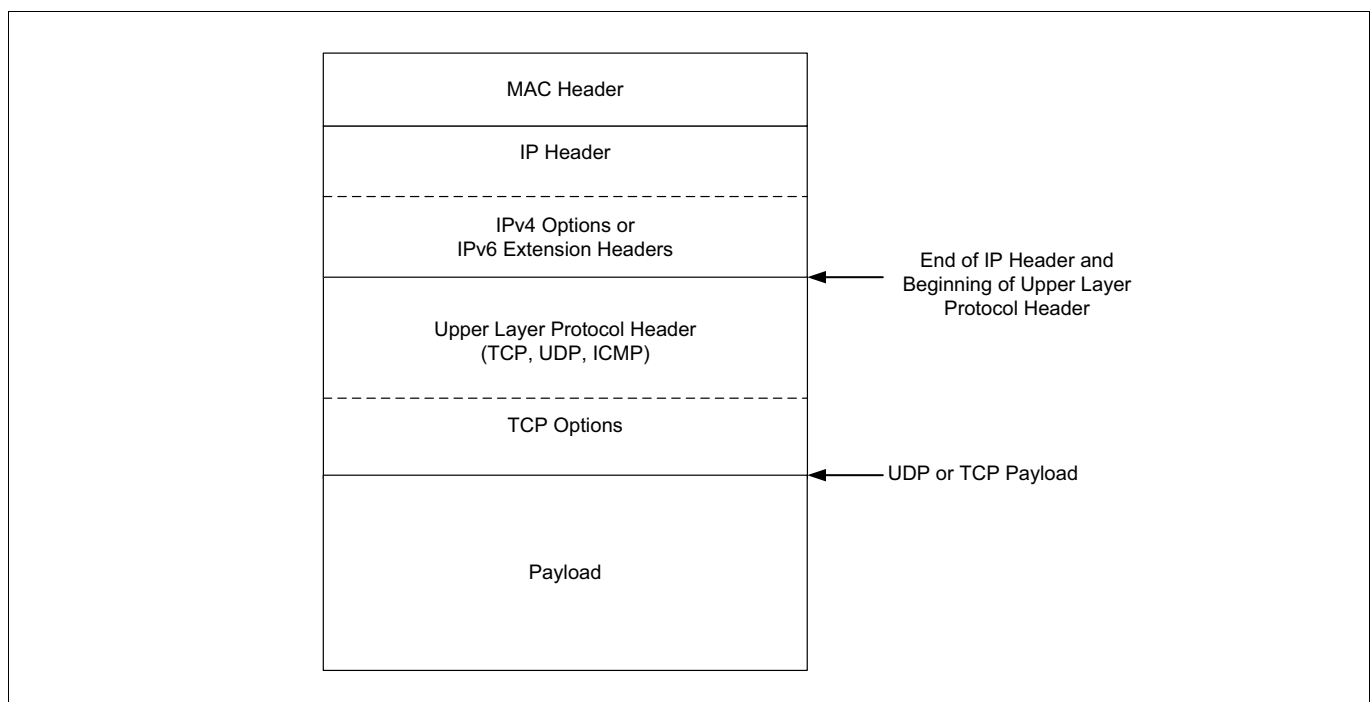 MAC Header
IP Header
IPv4 Options or
IPv6 Extension Headers
End of IP Header and
Beginning of Upper Layer
Protocol Header
Upper Layer Protocol Header
(TCP, UDP, ICMP)
TCP Options
UDP or TCP Payload
Payload